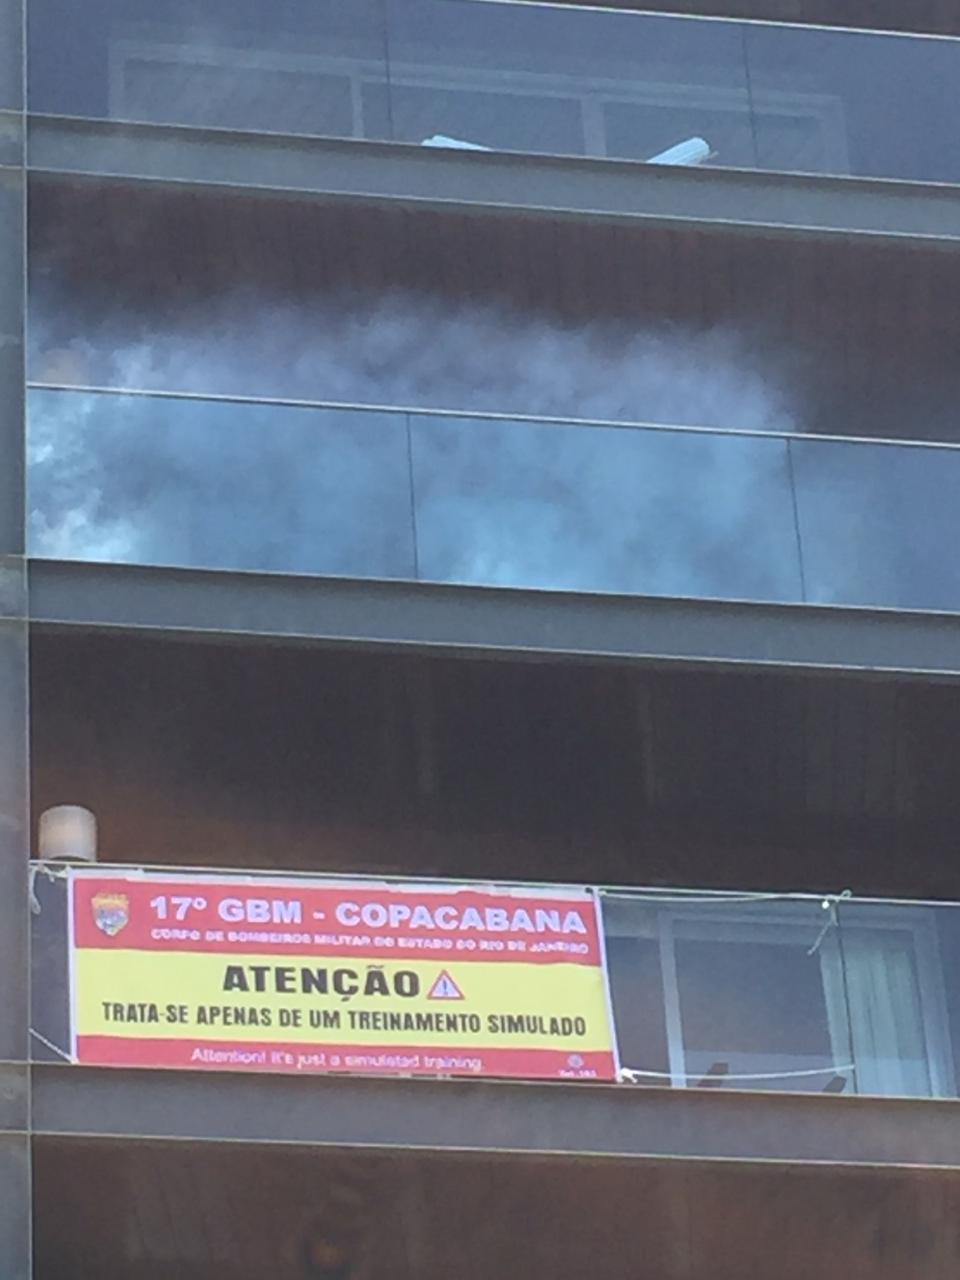 17º GBM - COPACABANA
CORPO DE BOMBEIROS MILITAR DO ESTADO DO RIO DE JANEIRO
ATENÇÃO
TRATA-SE APENAS DE UM TREINAMENTO SIMULADO
Attention! It's just a simulated training